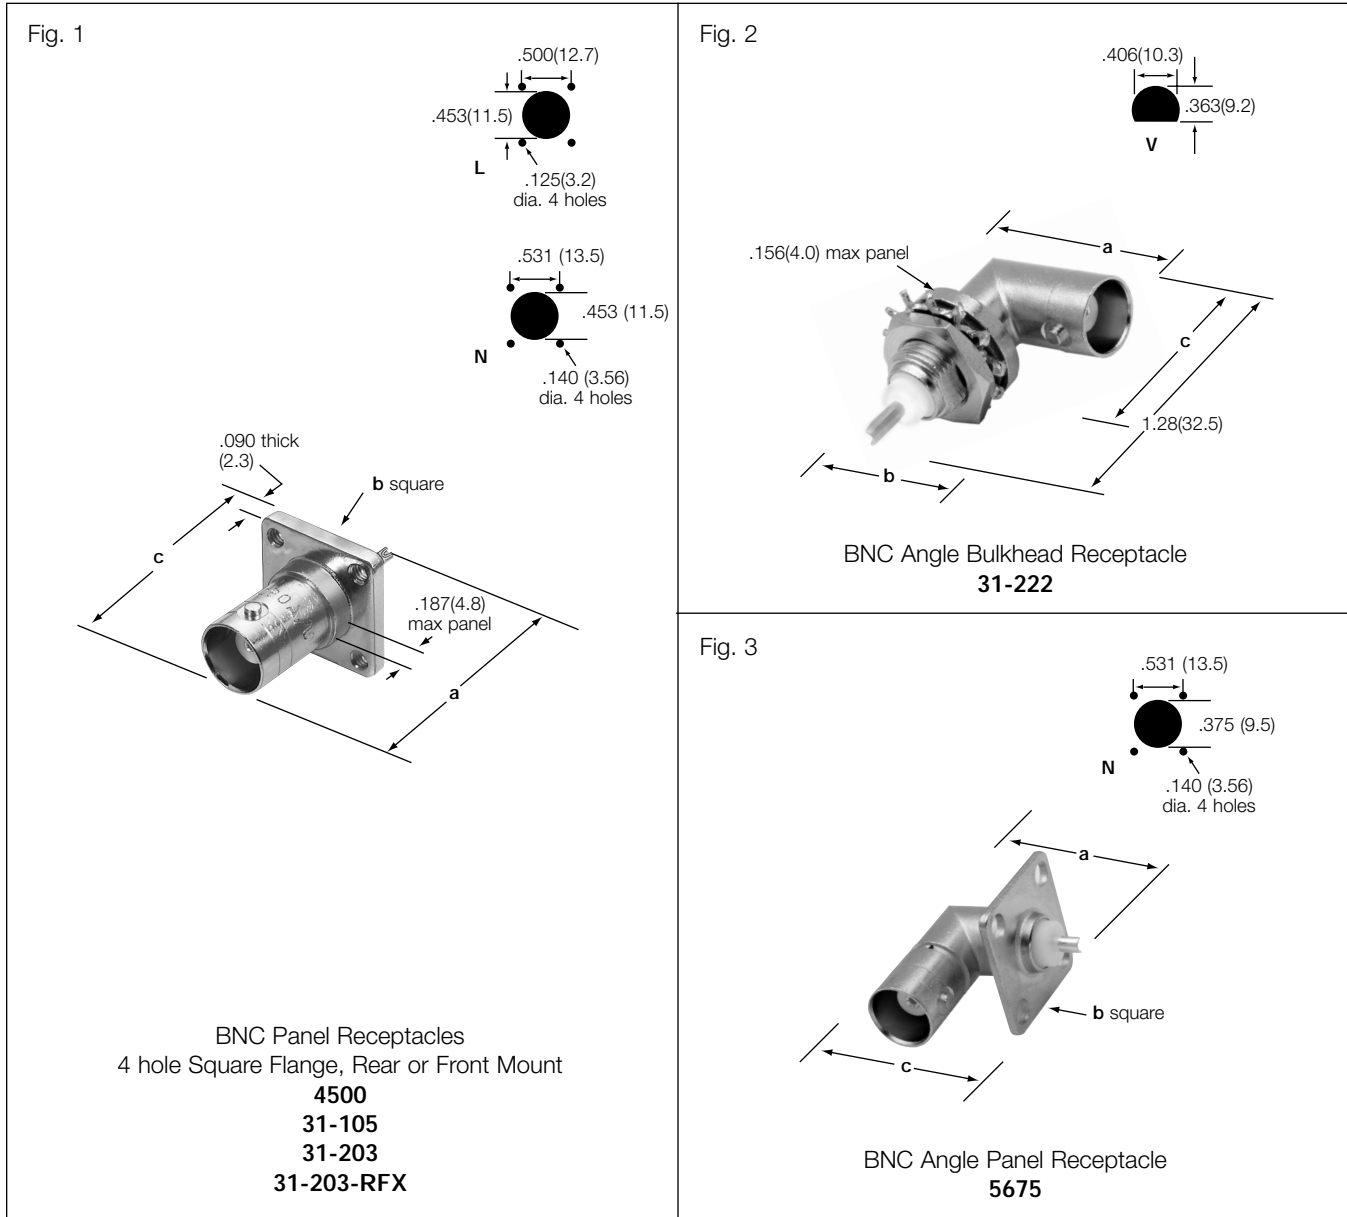 Fig. 1
.500(12.7)
.453(11.5)
L
.125(3.2)
dia. 4 holes
.531 (13.5)
.453 (11.5)
N
.140 (3.56)
dia. 4 holes
.090 thick
(2.3)
b square
c
.187(4.8)
max panel
a
BNC Panel Receptacles
4 hole Square Flange, Rear or Front Mount
4500
31-105
31-203
31-203-RFX
Fig. 2
.406(10.3)
.363(9.2)
V
.156(4.0) max panel
a
c
1.28(32.5)
b
BNC Angle Bulkhead Receptacle
31-222
Fig. 3
.531 (13.5)
.375 (9.5)
N
.140 (3.56)
dia. 4 holes
a
b square
c
BNC Angle Panel Receptacle
5675